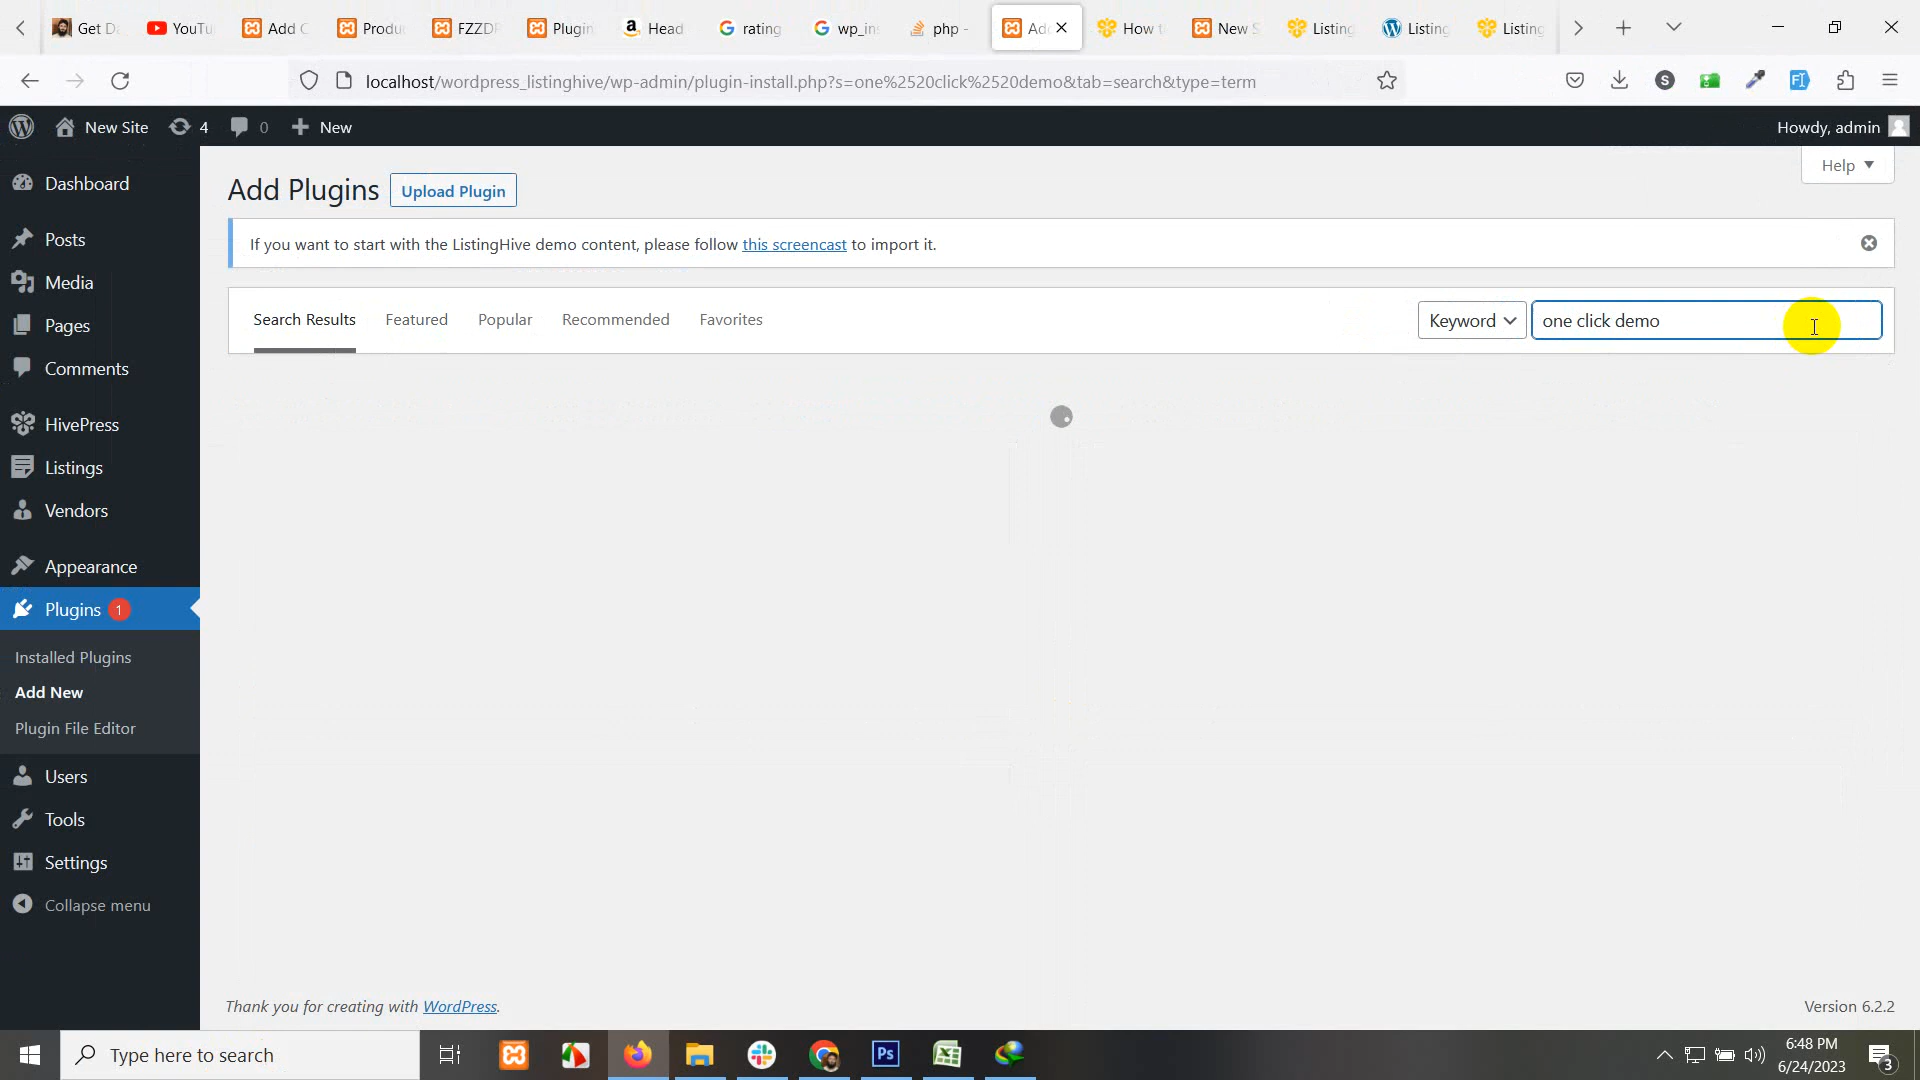 Get D
YouTu
Add C
Produ
FZZDF
Plugin
Head
rating
wp_in
php -
Ad
How t
New S
Listing
Listing
Listing
localhost/wordpress_listinghive/wp-admin/plugin-install.php?s=one%2520click%2520demo&tab=search&type=term
New Site
4
0
New
Howdy, admin
Help
Dashboard
Posts
Media
Pages
Comments
HivePress
Listings
Vendors
Appearance
Plugins 1
Installed Plugins
Add New
Plugin File Editor
Users
Tools
Settings
Collapse menu
Add Plugins
Upload Plugin
If you want to start with the ListingHive demo content, please follow this screencast to import it.
Search Results
Featured
Popular
Recommended
Favorites
Keyword
one click demo
Thank you for creating with WordPress.
Version 6.2.2
Type here to search
Ps
6:48 PM
6/24/2023
3